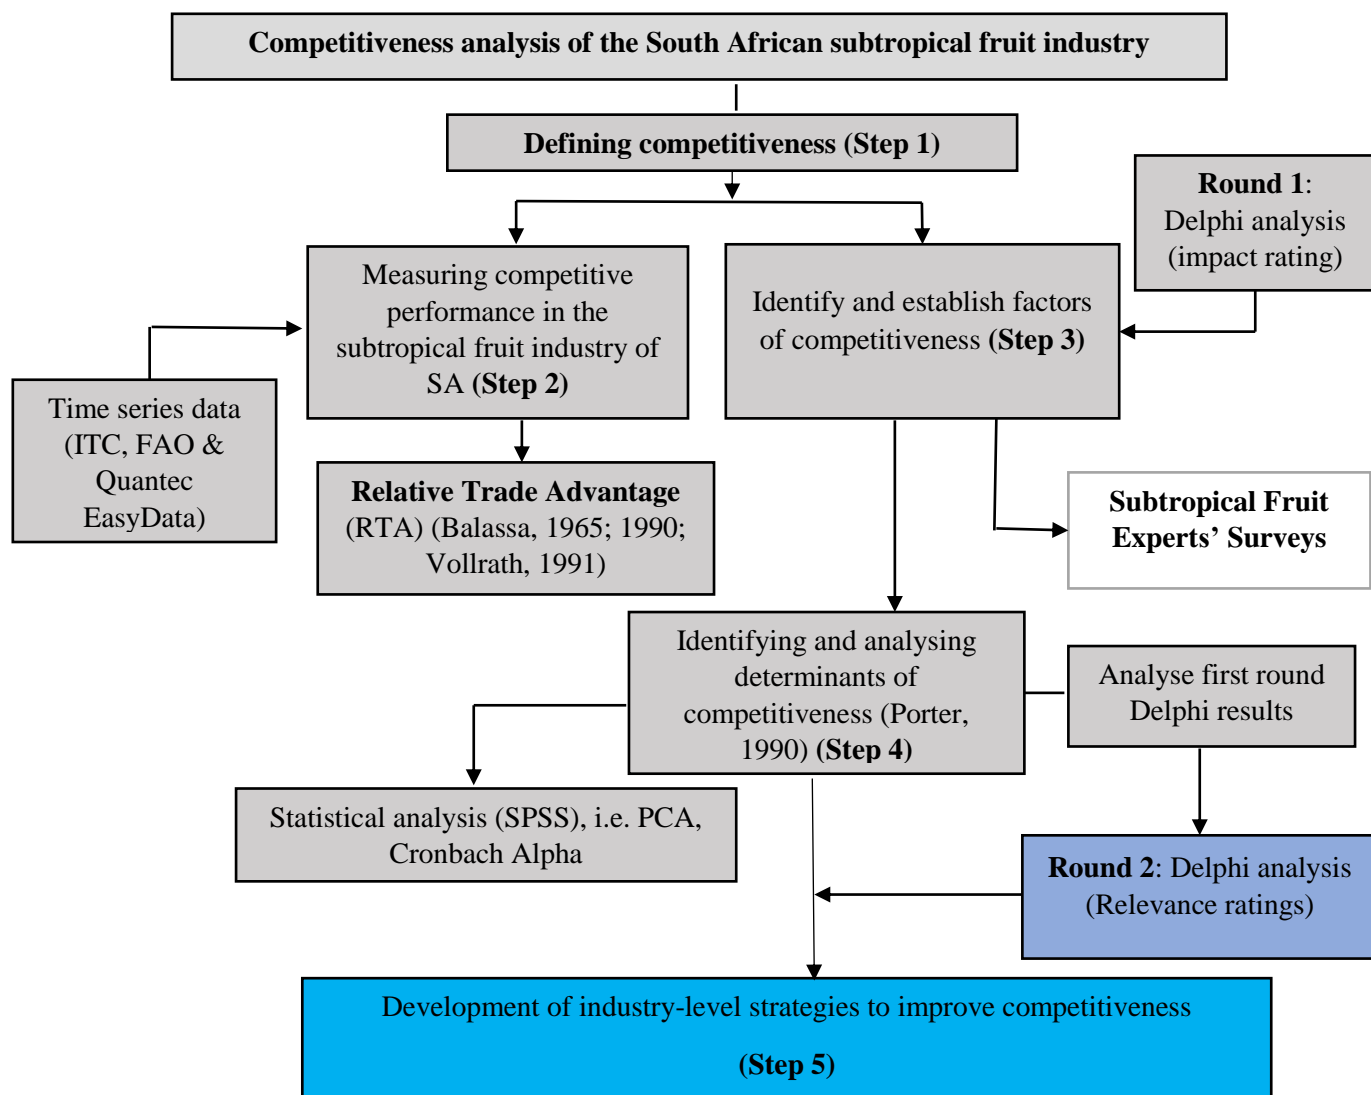 Competitiveness analysis of the South African subtropical fruit industry
Defining competitiveness (Step 1)
Round 1:
Delphi analysis
(impact rating)
Measuring competitive
performance in the
subtropical fruit industry of
SA (Step 2)
Identify and establish factors
of competitiveness (Step 3)
Time series data
(ITC, FAO &
Quantec
EasyData)
Relative Trade Advantage
(RTA) (Balassa, 1965; 1990;
Vollrath, 1991)
Subtropical Fruit
Experts’ Surveys
Identifying and analysing
determinants of
competitiveness (Porter,
1990) (Step 4)
Analyse first round
Delphi results
Statistical analysis (SPSS), i.e. PCA,
Cronbach Alpha
Round 2: Delphi analysis
(Relevance ratings)
Development of industry-level strategies to improve competitiveness
(Step 5)